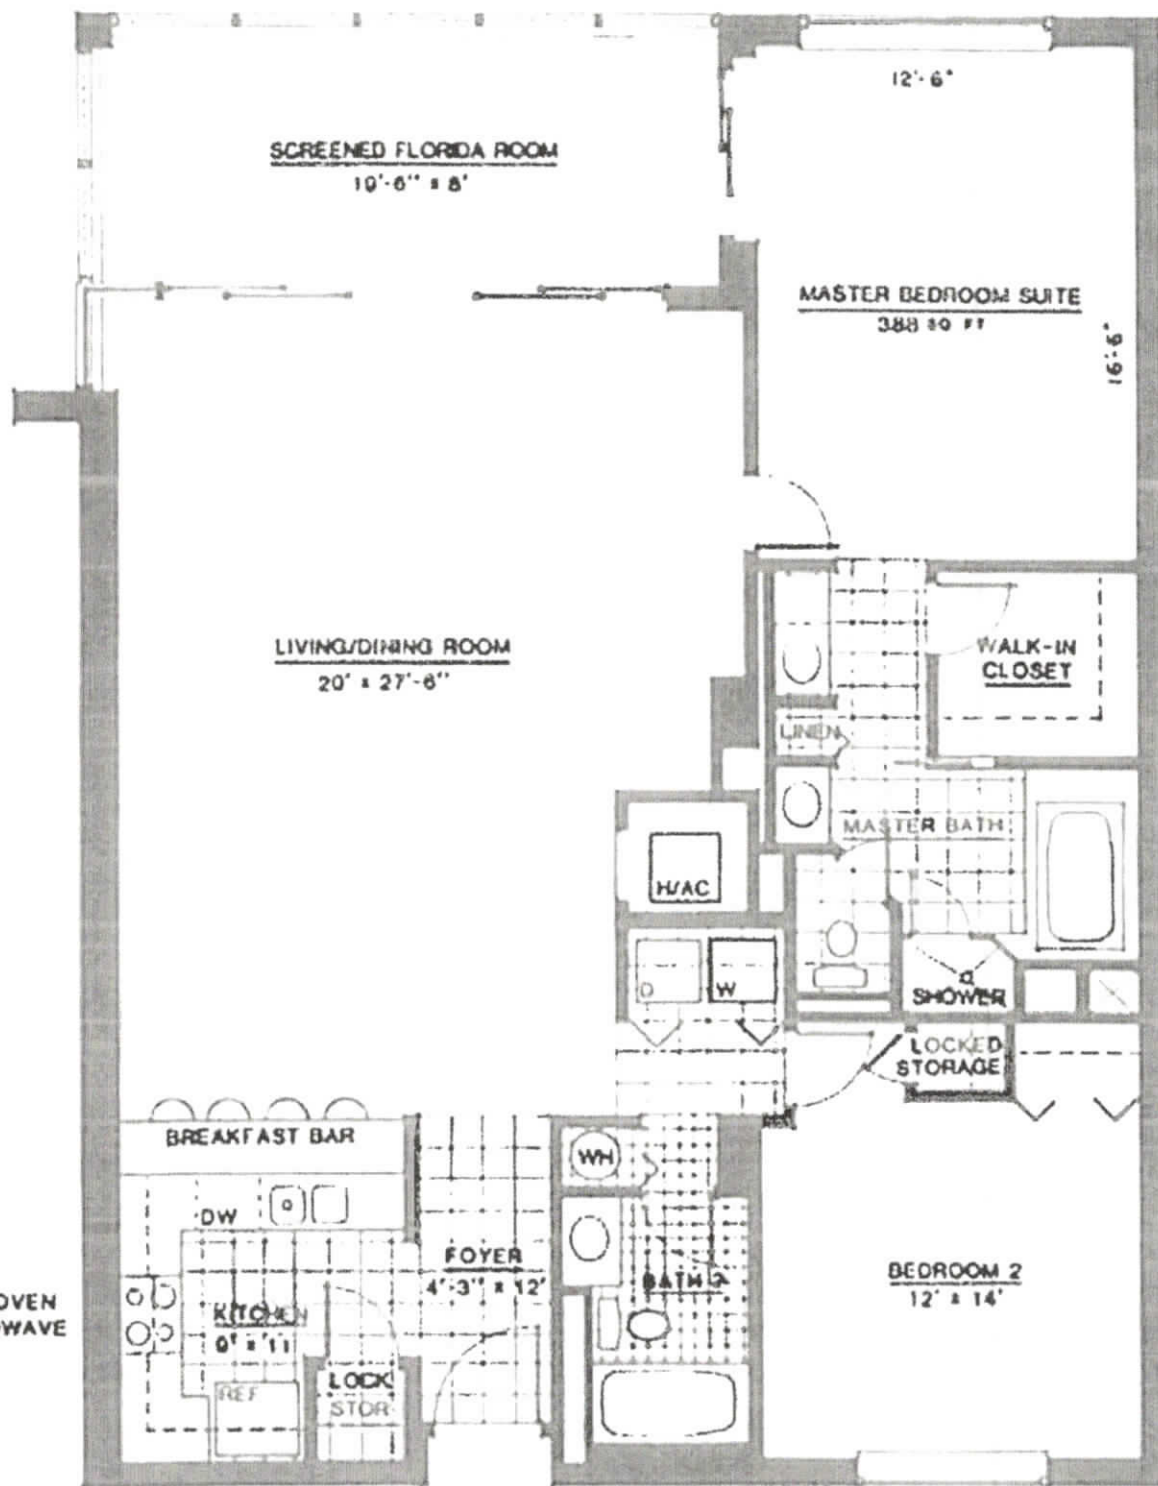 12'-6"
SCREENED FLORIDA ROOM
19'-6" x 8'
MASTER BEDROOM SUITE
388 SQ FT
16'-6"
LIVING/DINING ROOM
20' x 27'-6"
WALK-IN
CLOSET
LINEN
MASTER BATH
H/AC
D
W
SHOWER
LOCKED
STORAGE
BREAKFAST BAR
WH
DW
FOYER
4'-3" x 12'
BATH 2
BEDROOM 2
12' x 14'
OVEN
WAVE
KITCHEN
9' x 11
REF
LOCK
STOR